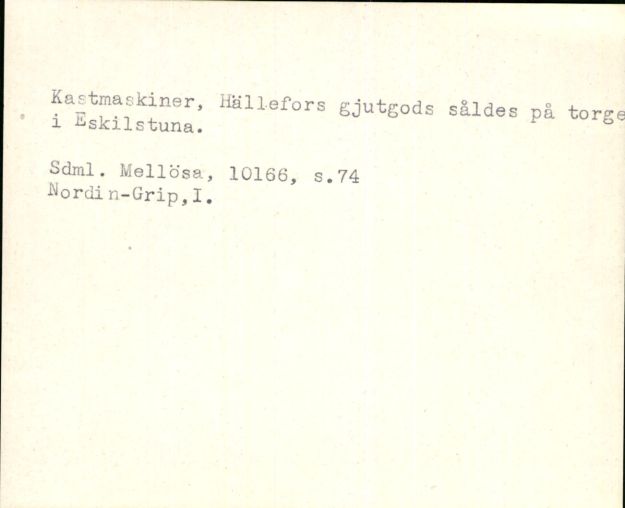 Kastmaskiner, Hällefors gjutgods såldes på torge
i Eskilstuna.
Sdml. Mellösa, 10166, s.74
Nordin-Grip,I.